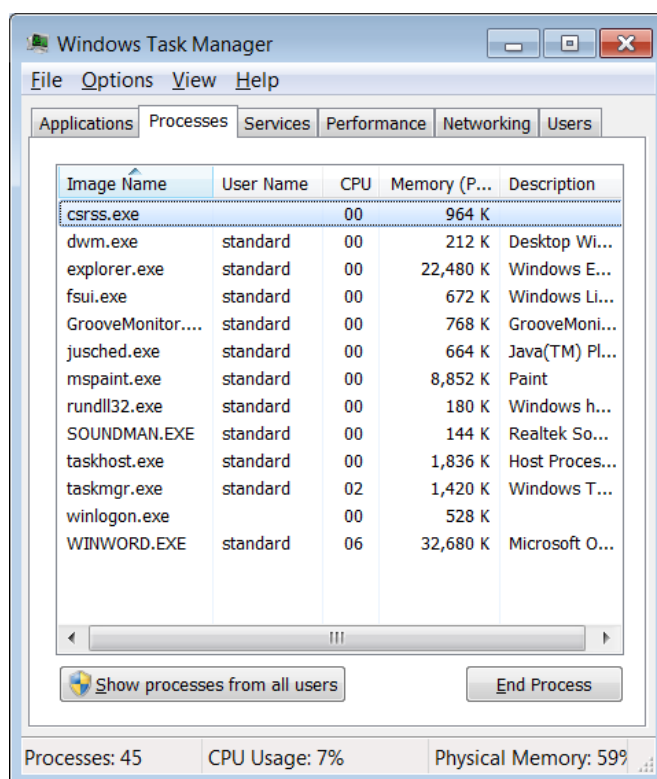 Windows Task Manager
File Options View Help
Applications Processes Services Performance Networking Users
Image Name User Name CPU Memory (P... Description
csrss.exe 00 964 K
dwm.exe standard 00 212 K Desktop Wi...
explorer.exe standard 00 22,480 K Windows E...
fsui.exe standard 00 672 K Windows Li...
GrooveMonitor.... standard 00 768 K GrooveMoni...
jusched.exe standard 00 664 K Java(TM) Pl...
mspaint.exe standard 00 8,852 K Paint
rundll32.exe standard 00 180 K Windows h...
SOUNDMAN.EXE standard 00 144 K Realtek So...
taskhost.exe standard 00 1,836 K Host Proces...
taskmgr.exe standard 02 1,420 K Windows T...
winlogon.exe 00 528 K
WINWORD.EXE standard 06 32,680 K Microsoft O...
Show processes from all users End Process
Processes: 45 CPU Usage: 7% Physical Memory: 59%